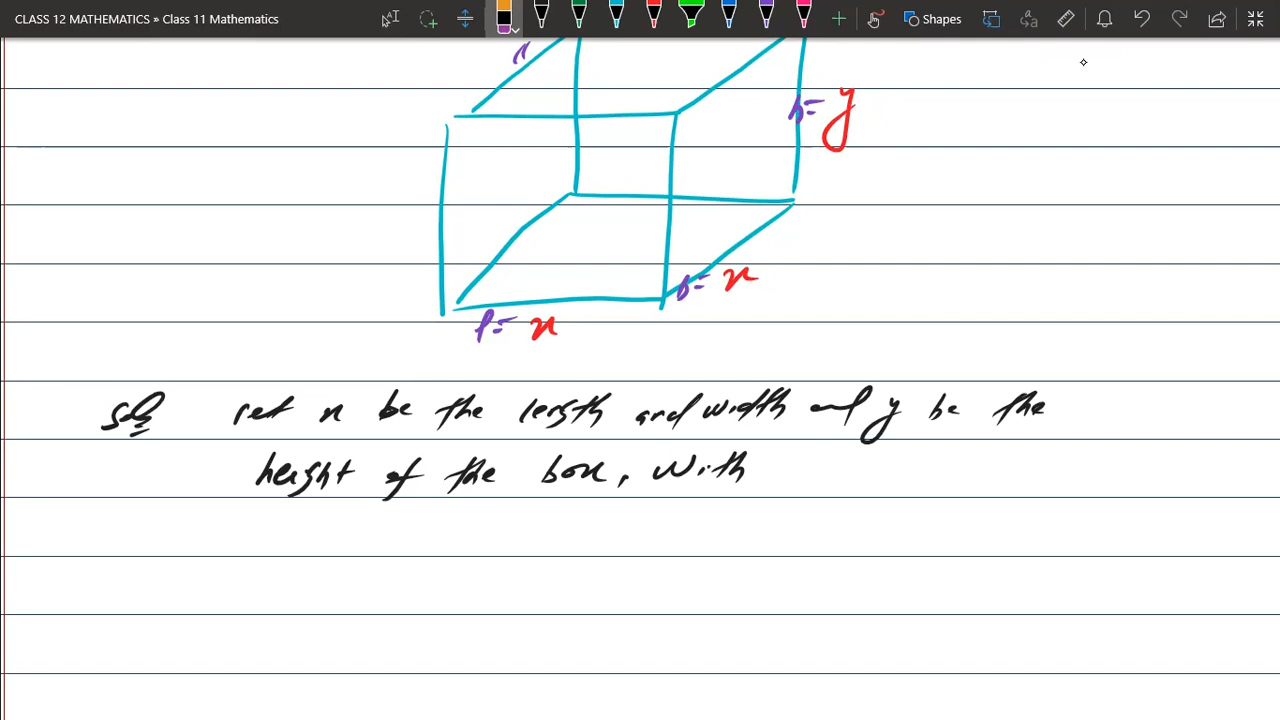 CLASS 12 MATHEMATICS » Class 11 Mathematics
Shapes
x
h= y
b= x
l= x
Soln Let x be the length and width and y be the
height of the box, With